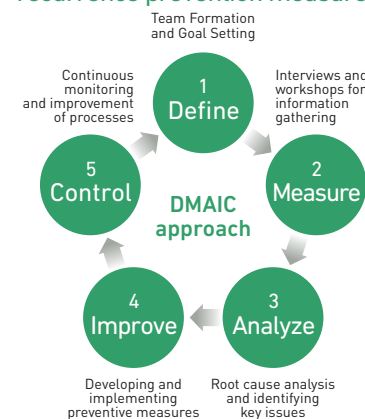 Team Formation
and Goal Setting
1
Define
Interviews and
workshops for
information
gathering
2
Measure
3
Analyze
Root cause analysis
and identifying
key issues
4
Improve
Developing and
implementing
preventive measures
5
Control
Continuous
monitoring
and improvement
of processes
DMAIC
approach